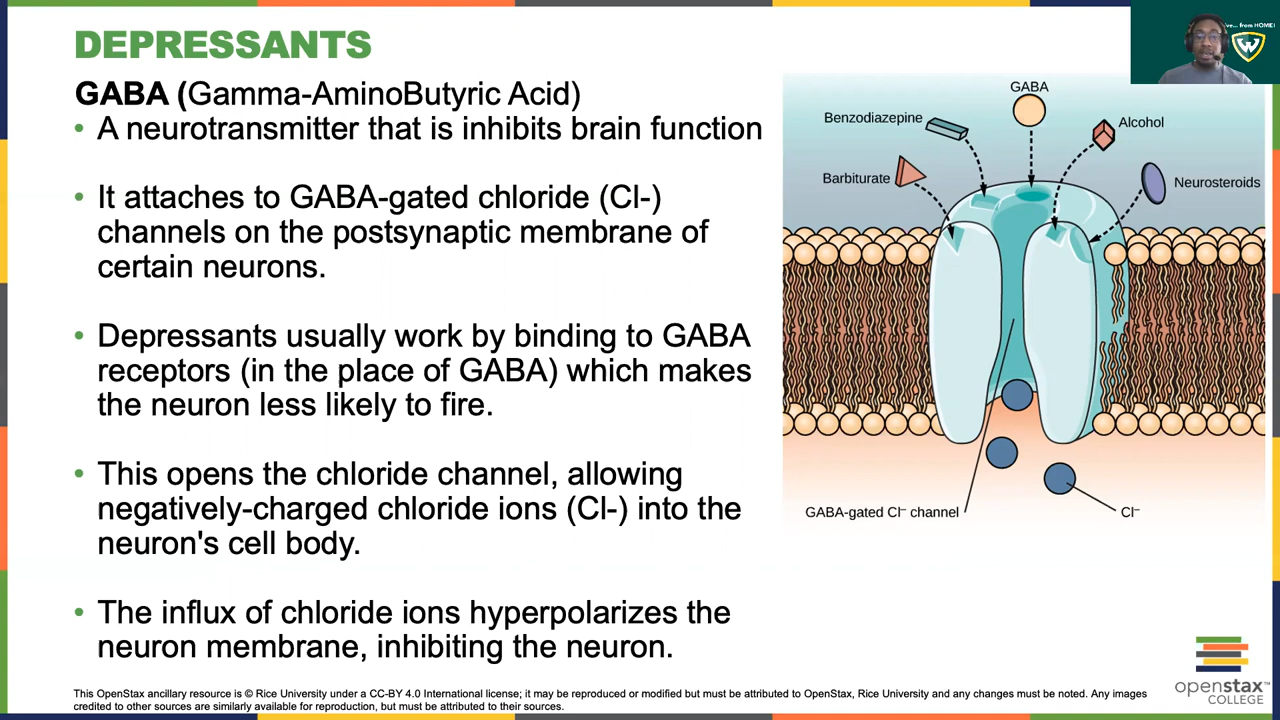 DEPRESSANTS
GABA (Gamma-AminoButyric Acid)
• A neurotransmitter that is inhibits brain function
• It attaches to GABA-gated chloride (Cl-)
channels on the postsynaptic membrane of
certain neurons.
• Depressants usually work by binding to GABA
receptors (in the place of GABA) which makes
the neuron less likely to fire.
• This opens the chloride channel, allowing
negatively-charged chloride ions (Cl-) into the
neuron's cell body.
• The influx of chloride ions hyperpolarizes the
neuron membrane, inhibiting the neuron.
GABA
Benzodiazepine
Alcohol
Barbiturate
Neurosteroids
GABA-gated Cl⁻ channel
Cl⁻
from HOME!
W
openstax™
COLLEGE
This OpenStax ancillary resource is © Rice University under a CC-BY 4.0 International license; it may be reproduced or modified but must be attributed to OpenStax, Rice University and any changes must be noted. Any images
credited to other sources are similarly available for reproduction, but must be attributed to their sources.